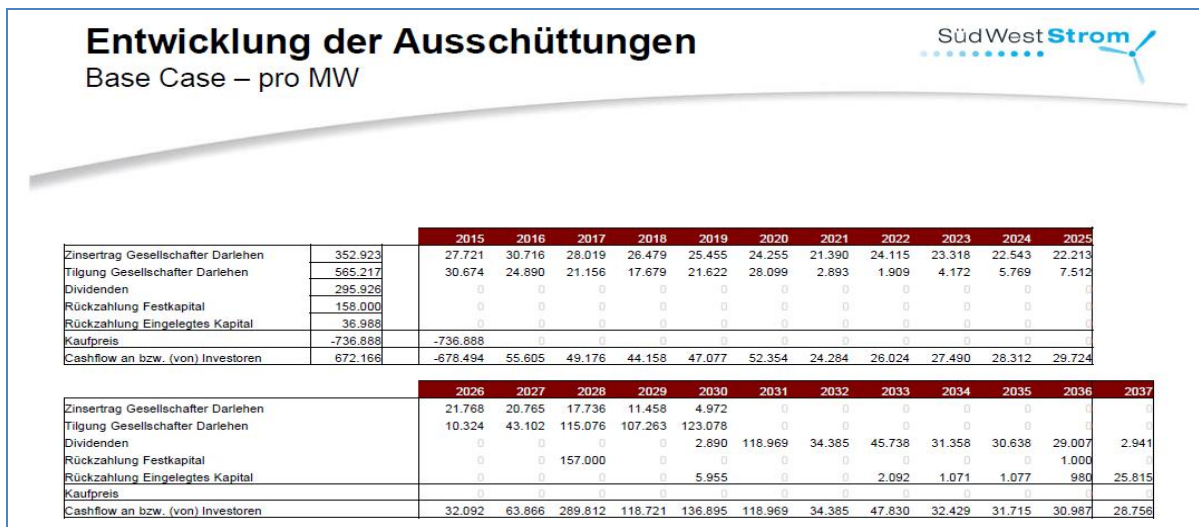 Entwicklung der Ausschüttungen
Base Case – pro MW
SüdWestStrom
2015 2016 2017 2018 2019 2020 2021 2022 2023 2024 2025
Zinsertrag Gesellschafter Darlehen 352.923 27.721 30.716 28.019 26.479 25.455 24.255 21.390 24.115 23.318 22.543 22.213
Tilgung Gesellschafter Darlehen 565.217 30.674 24.890 21.156 17.679 21.622 28.099 2.893 1.909 4.172 5.769 7.512
Dividenden 295.926 0 0 0 0 0 0 0 0 0 0 0
Rückzahlung Festkapital 158.000 0 0 0 0 0 0 0 0 0 0 0
Rückzahlung Eingelegtes Kapital 36.988 0 0 0 0 0 0 0 0 0 0 0
Kaufpreis -736.888 -736.888 0 0 0 0 0 0 0 0 0 0
Cashflow an bzw. (von) Investoren 672.166 -678.494 55.605 49.176 44.158 47.077 52.354 24.284 26.024 27.490 28.312 29.724
2026 2027 2028 2029 2030 2031 2032 2033 2034 2035 2036 2037
Zinsertrag Gesellschafter Darlehen 21.768 20.765 17.736 11.458 4.972 0 0 0 0 0 0 0
Tilgung Gesellschafter Darlehen 10.324 43.102 115.076 107.263 123.078 0 0 0 0 0 0 0
Dividenden 0 0 0 0 2.890 118.969 34.385 45.738 31.358 30.638 29.007 2.941
Rückzahlung Festkapital 0 0 157.000 0 0 0 0 0 0 0 1.000 0
Rückzahlung Eingelegtes Kapital 0 0 0 0 5.955 0 0 2.092 1.071 1.077 980 25.815
Kaufpreis 0 0 0 0 0 0 0 0 0 0 0 0
Cashflow an bzw. (von) Investoren 32.092 63.866 289.812 118.721 136.895 118.969 34.385 47.830 32.429 31.715 30.987 28.756